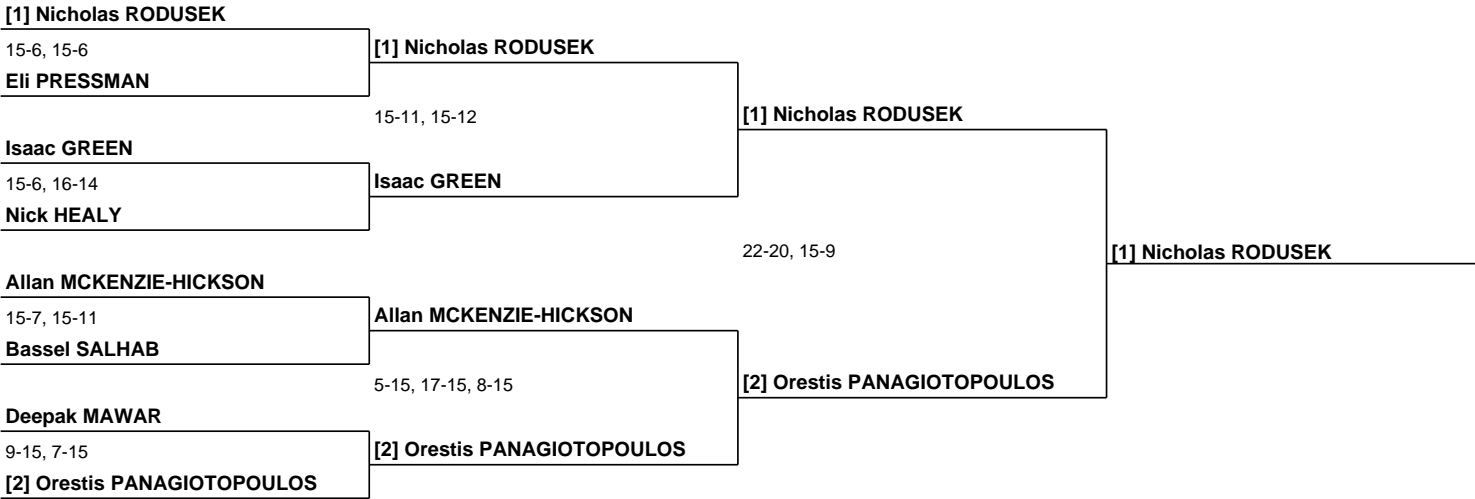 [1] Nicholas RODUSEK
15-6, 15-6
Eli PRESSMAN
Isaac GREEN
15-6, 16-14
Nick HEALY
Allan MCKENZIE-HICKSON
15-7, 15-11
Bassel SALHAB
Deepak MAWAR
9-15, 7-15
[2] Orestis PANAGIOTOPOULOS
[1] Nicholas RODUSEK
15-11, 15-12
Isaac GREEN
Allan MCKENZIE-HICKSON
5-15, 17-15, 8-15
[2] Orestis PANAGIOTOPOULOS
[1] Nicholas RODUSEK
22-20, 15-9
[2] Orestis PANAGIOTOPOULOS
[1] Nicholas RODUSEK